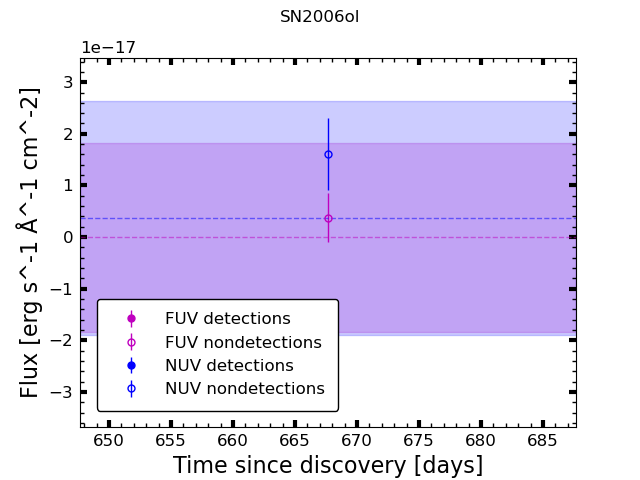 SN2006ol
1e−17
3
2
1
0
−1
−2
−3
Flux [erg s^-1 Å^-1 cm^-2]
FUV detections
FUV nondetections
NUV detections
NUV nondetections
650 655 660 665 670 675 680 685
Time since discovery [days]